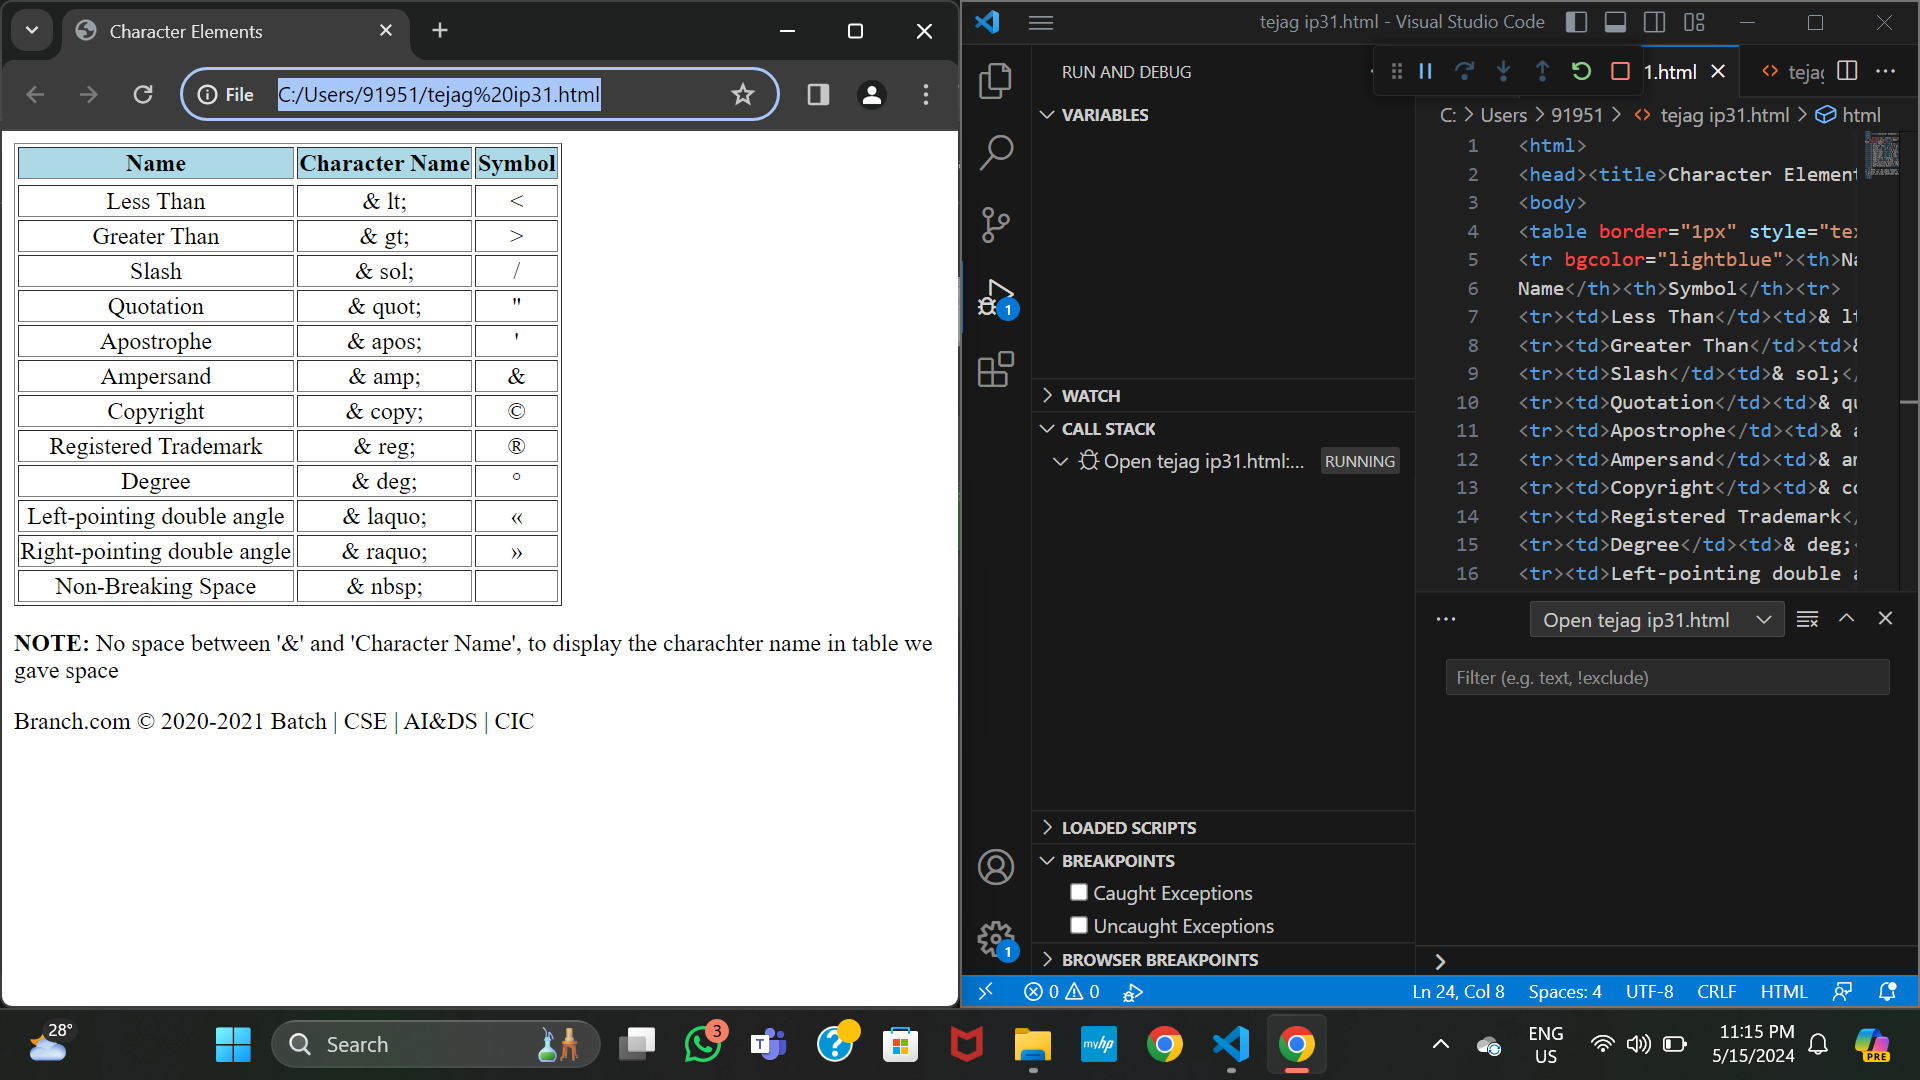 Character Elements
File C:/Users/91951/tejag%20ip31.html
Name Character Name Symbol
Less Than & lt; <
Greater Than & gt; >
Slash & sol; /
Quotation & quot; "
Apostrophe & apos; '
Ampersand & amp; &
Copyright & copy; ©
Registered Trademark & reg; ®
Degree & deg; °
Left-pointing double angle & laquo; «
Right-pointing double angle & raquo; »
Non-Breaking Space & nbsp;
NOTE: No space between '&' and 'Character Name', to display the charachter name in table we
gave space
Branch.com © 2020-2021 Batch | CSE | AI&DS | CIC
tejag ip31.html - Visual Studio Code
RUN AND DEBUG
VARIABLES
WATCH
CALL STACK
Open tejag ip31.html:... RUNNING
LOADED SCRIPTS
BREAKPOINTS
Caught Exceptions
Uncaught Exceptions
BROWSER BREAKPOINTS
1
1
1.html tejag
C: > Users > 91951 > tejag ip31.html > html
1 <html>
2 <head><title>Character Element
3 <body>
4 <table border="1px" style="tex
5 <tr bgcolor="lightblue"><th>Na
6 Name</th><th>Symbol</th><tr>
7 <tr><td>Less Than</td><td>& lt
8 <tr><td>Greater Than</td><td>&
9 <tr><td>Slash</td><td>& sol;</
10 <tr><td>Quotation</td><td>& qu
11 <tr><td>Apostrophe</td><td>& a
12 <tr><td>Ampersand</td><td>& am
13 <tr><td>Copyright</td><td>& co
14 <tr><td>Registered Trademark</
15 <tr><td>Degree</td><td>& deg;<
16 <tr><td>Left-pointing double a
... Open tejag ip31.html
Filter (e.g. text, !exclude)
0 0 Ln 24, Col 8 Spaces: 4 UTF-8 CRLF HTML
28° Search 3 myhp ENG 11:15 PM
US 5/15/2024 PRE